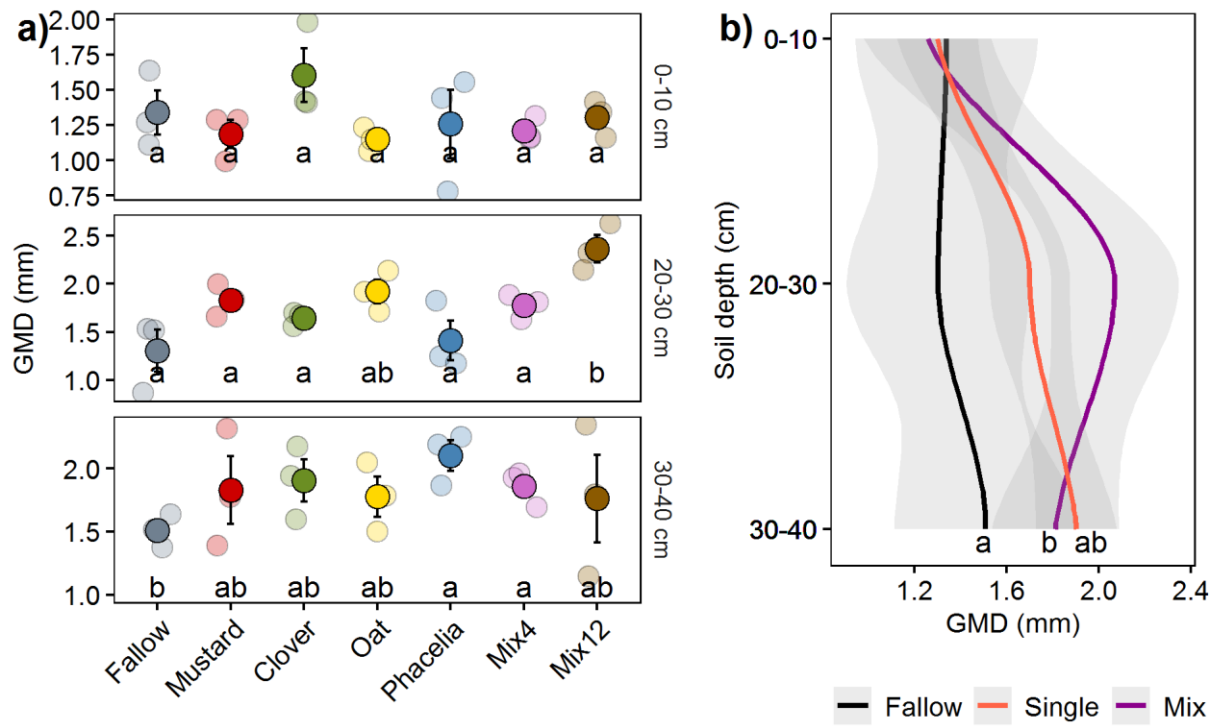 a)
GMD (mm)
2.00
1.75
1.50
1.25
1.00
0.75
a a a a a a a
0-10 cm
2.5
2.0
1.5
1.0
a a a ab a a b
20-30 cm
2.0
1.5
1.0
b ab ab ab a a ab
30-40 cm
Fallow Mustard Clover Oat Phacelia Mix4 Mix12
b)
Soil depth (cm)
0-10
20-30
30-40
a b ab
1.2 1.6 2.0 2.4
GMD (mm)
Fallow Single Mix